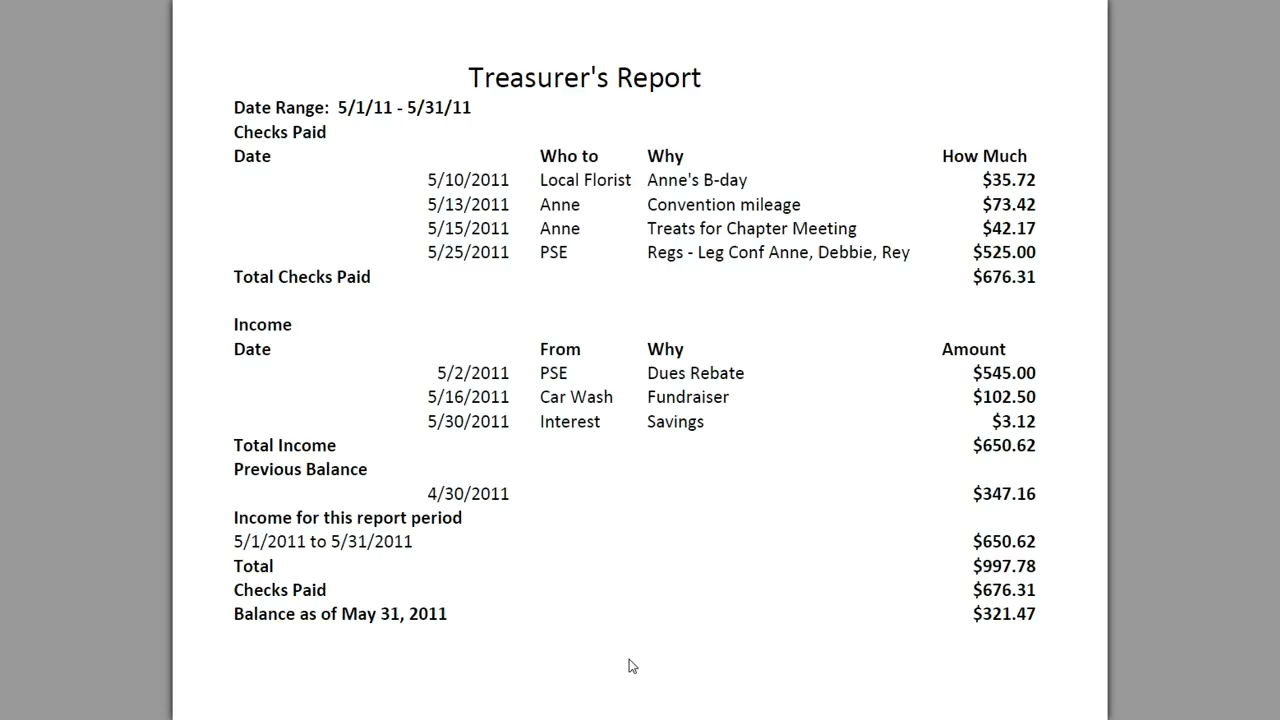 Treasurer's Report
Date Range: 5/1/11 - 5/31/11
Checks Paid
Date Who to Why How Much
5/10/2011 Local Florist Anne's B-day $35.72
5/13/2011 Anne Convention mileage $73.42
5/15/2011 Anne Treats for Chapter Meeting $42.17
5/25/2011 PSE Regs - Leg Conf Anne, Debbie, Rey $525.00
Total Checks Paid $676.31
Income
Date From Why Amount
5/2/2011 PSE Dues Rebate $545.00
5/16/2011 Car Wash Fundraiser $102.50
5/30/2011 Interest Savings $3.12
Total Income $650.62
Previous Balance
4/30/2011 $347.16
Income for this report period
5/1/2011 to 5/31/2011 $650.62
Total $997.78
Checks Paid $676.31
Balance as of May 31, 2011 $321.47